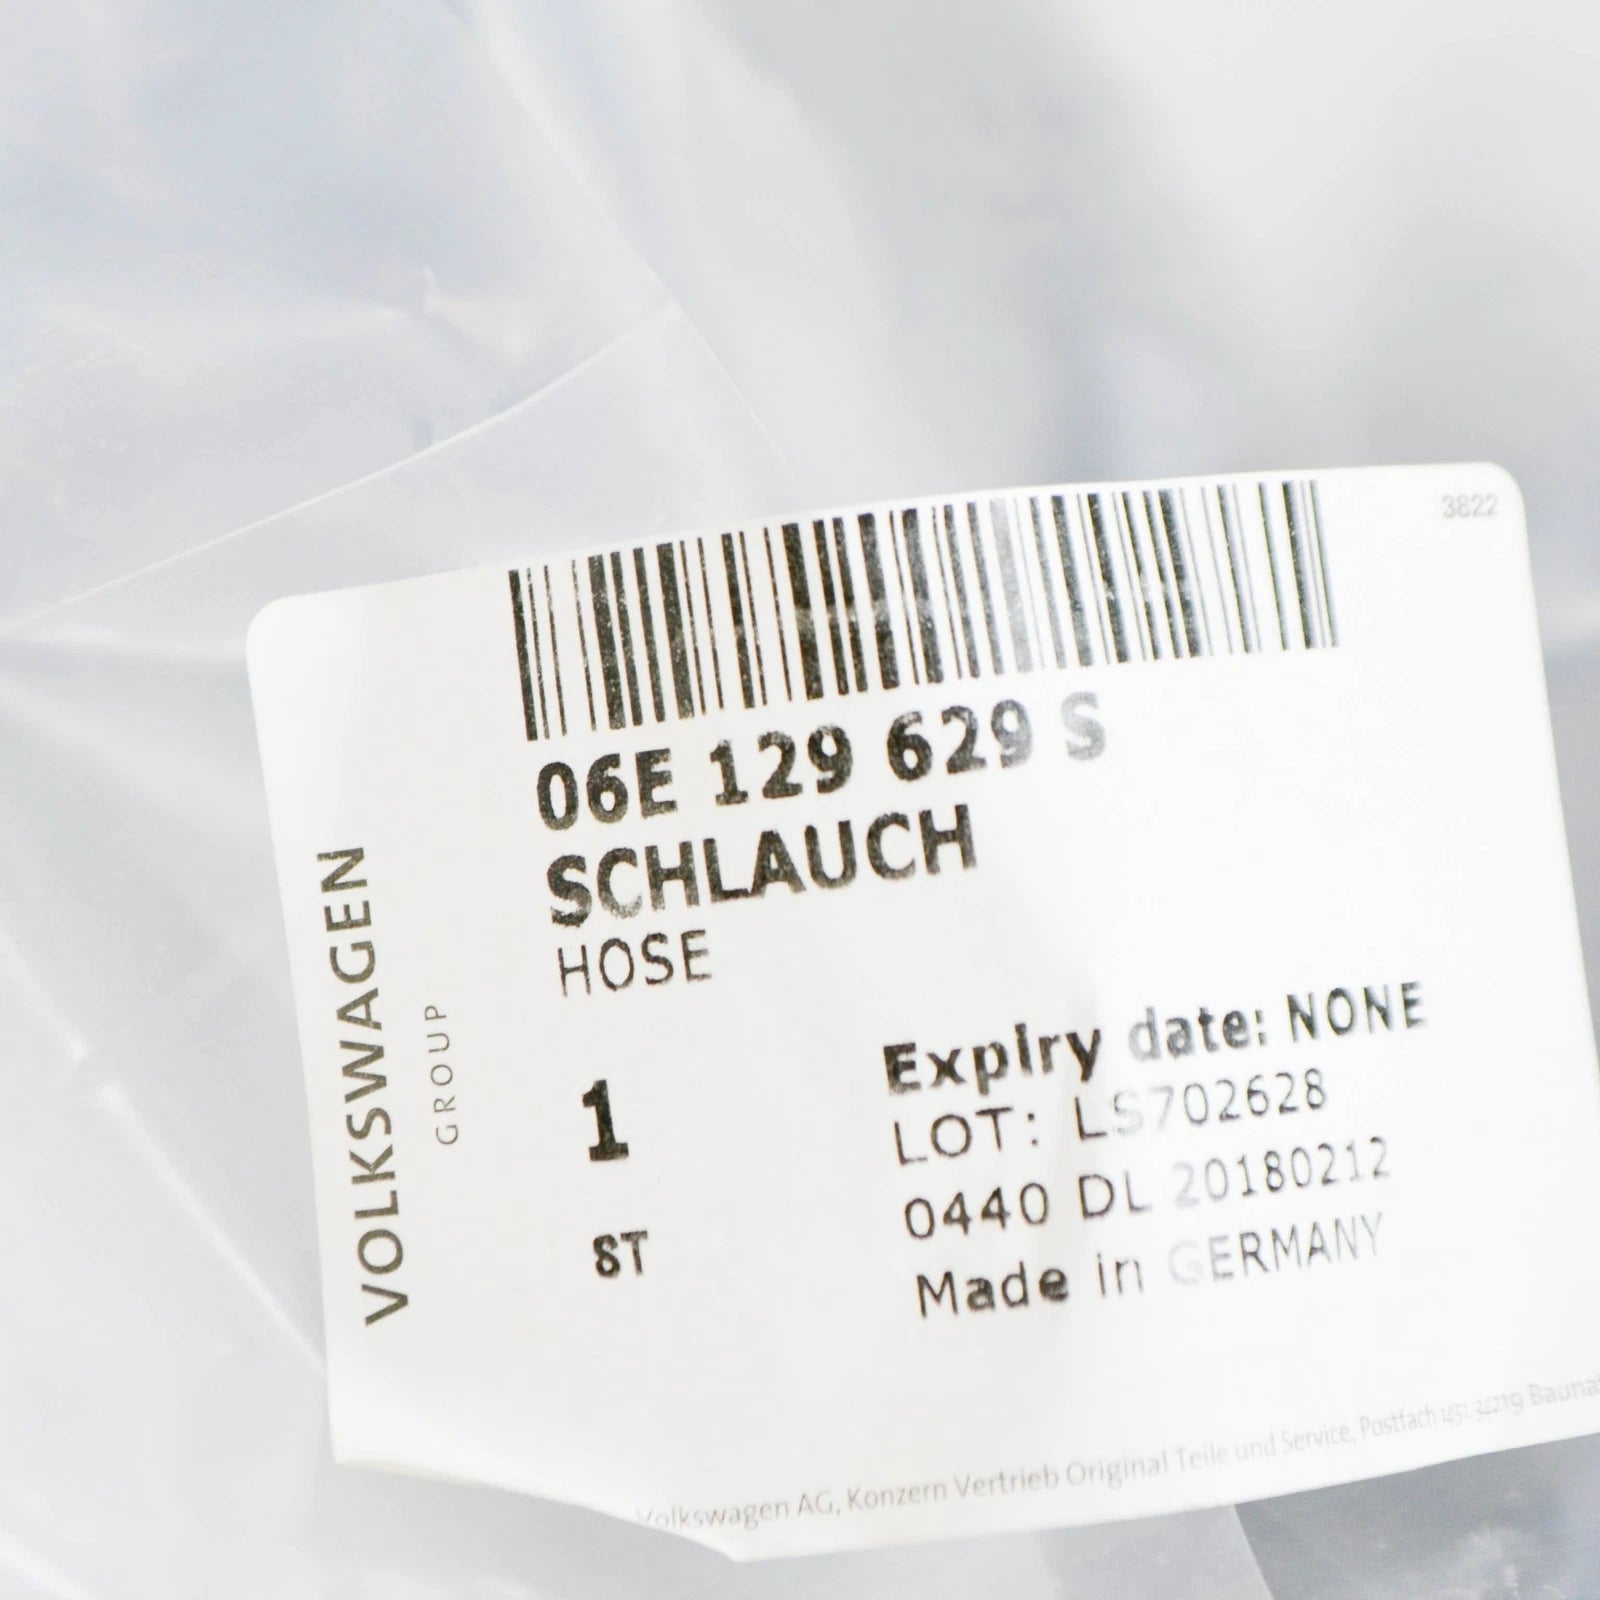 3822
06E 129 629 S
SCHLAUCH
HOSE
VOLKSWAGEN
GROUP
1
ST
Expiry date: NONE
LOT: LS702628
0440 DL 20180212
Made in GERMANY
Volkswagen AG, Konzern Vertrieb Original Teile und Service, Postfach 1451, 34219 Baunat